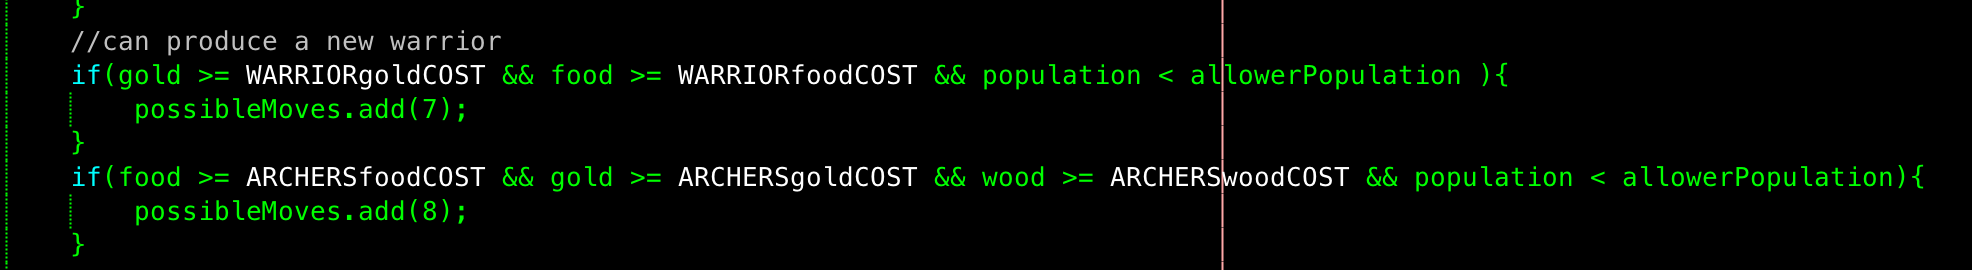 }
//can produce a new warrior
if(gold >= WARRIORgoldCOST && food >= WARRIORfoodCOST && population < allowerPopulation ){
possibleMoves.add(7);
}
if(food >= ARCHERSfoodCOST && gold >= ARCHERSgoldCOST && wood >= ARCHERSwoodCOST && population < allowerPopulation){
possibleMoves.add(8);
}